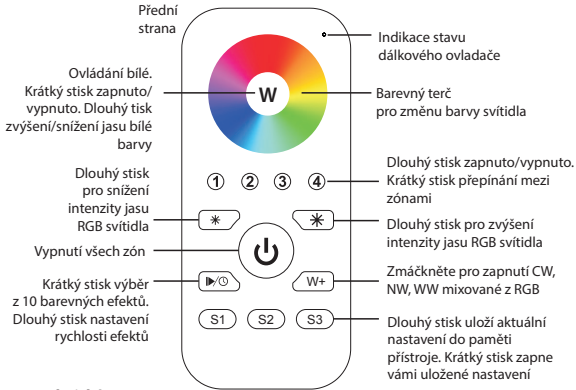 Přední
strana
Indikace stavu
dálkového ovladače
Ovládání bílé.
Krátký stisk zapnuto/
vypnuto. Dlouhý tisk
zvýšení/snížení jasu bílé
barvy
W
Barevný terč
pro změnu barvy svítidla
Dlouhý stisk
pro snížení
intenzity jasu
RGB svítidla
1 2 3 4
Dlouhý stisk zapnuto/vypnuto.
Krátký stisk přepínání mezi
zónami
Dlouhý stisk pro zvýšení
intenzity jasu RGB svítidla
Vypnutí všech zón
Krátký stisk výběr
z 10 barevných efektů.
Dlouhý stisk nastavení
rychlosti efektů
W+
Zmáčkněte pro zapnutí CW,
NW, WW mixované z RGB
S1 S2 S3
Dlouhý stisk uloží aktuální
nastavení do paměti
přístroje. Krátký stisk zapne
vámi uložené nastavení